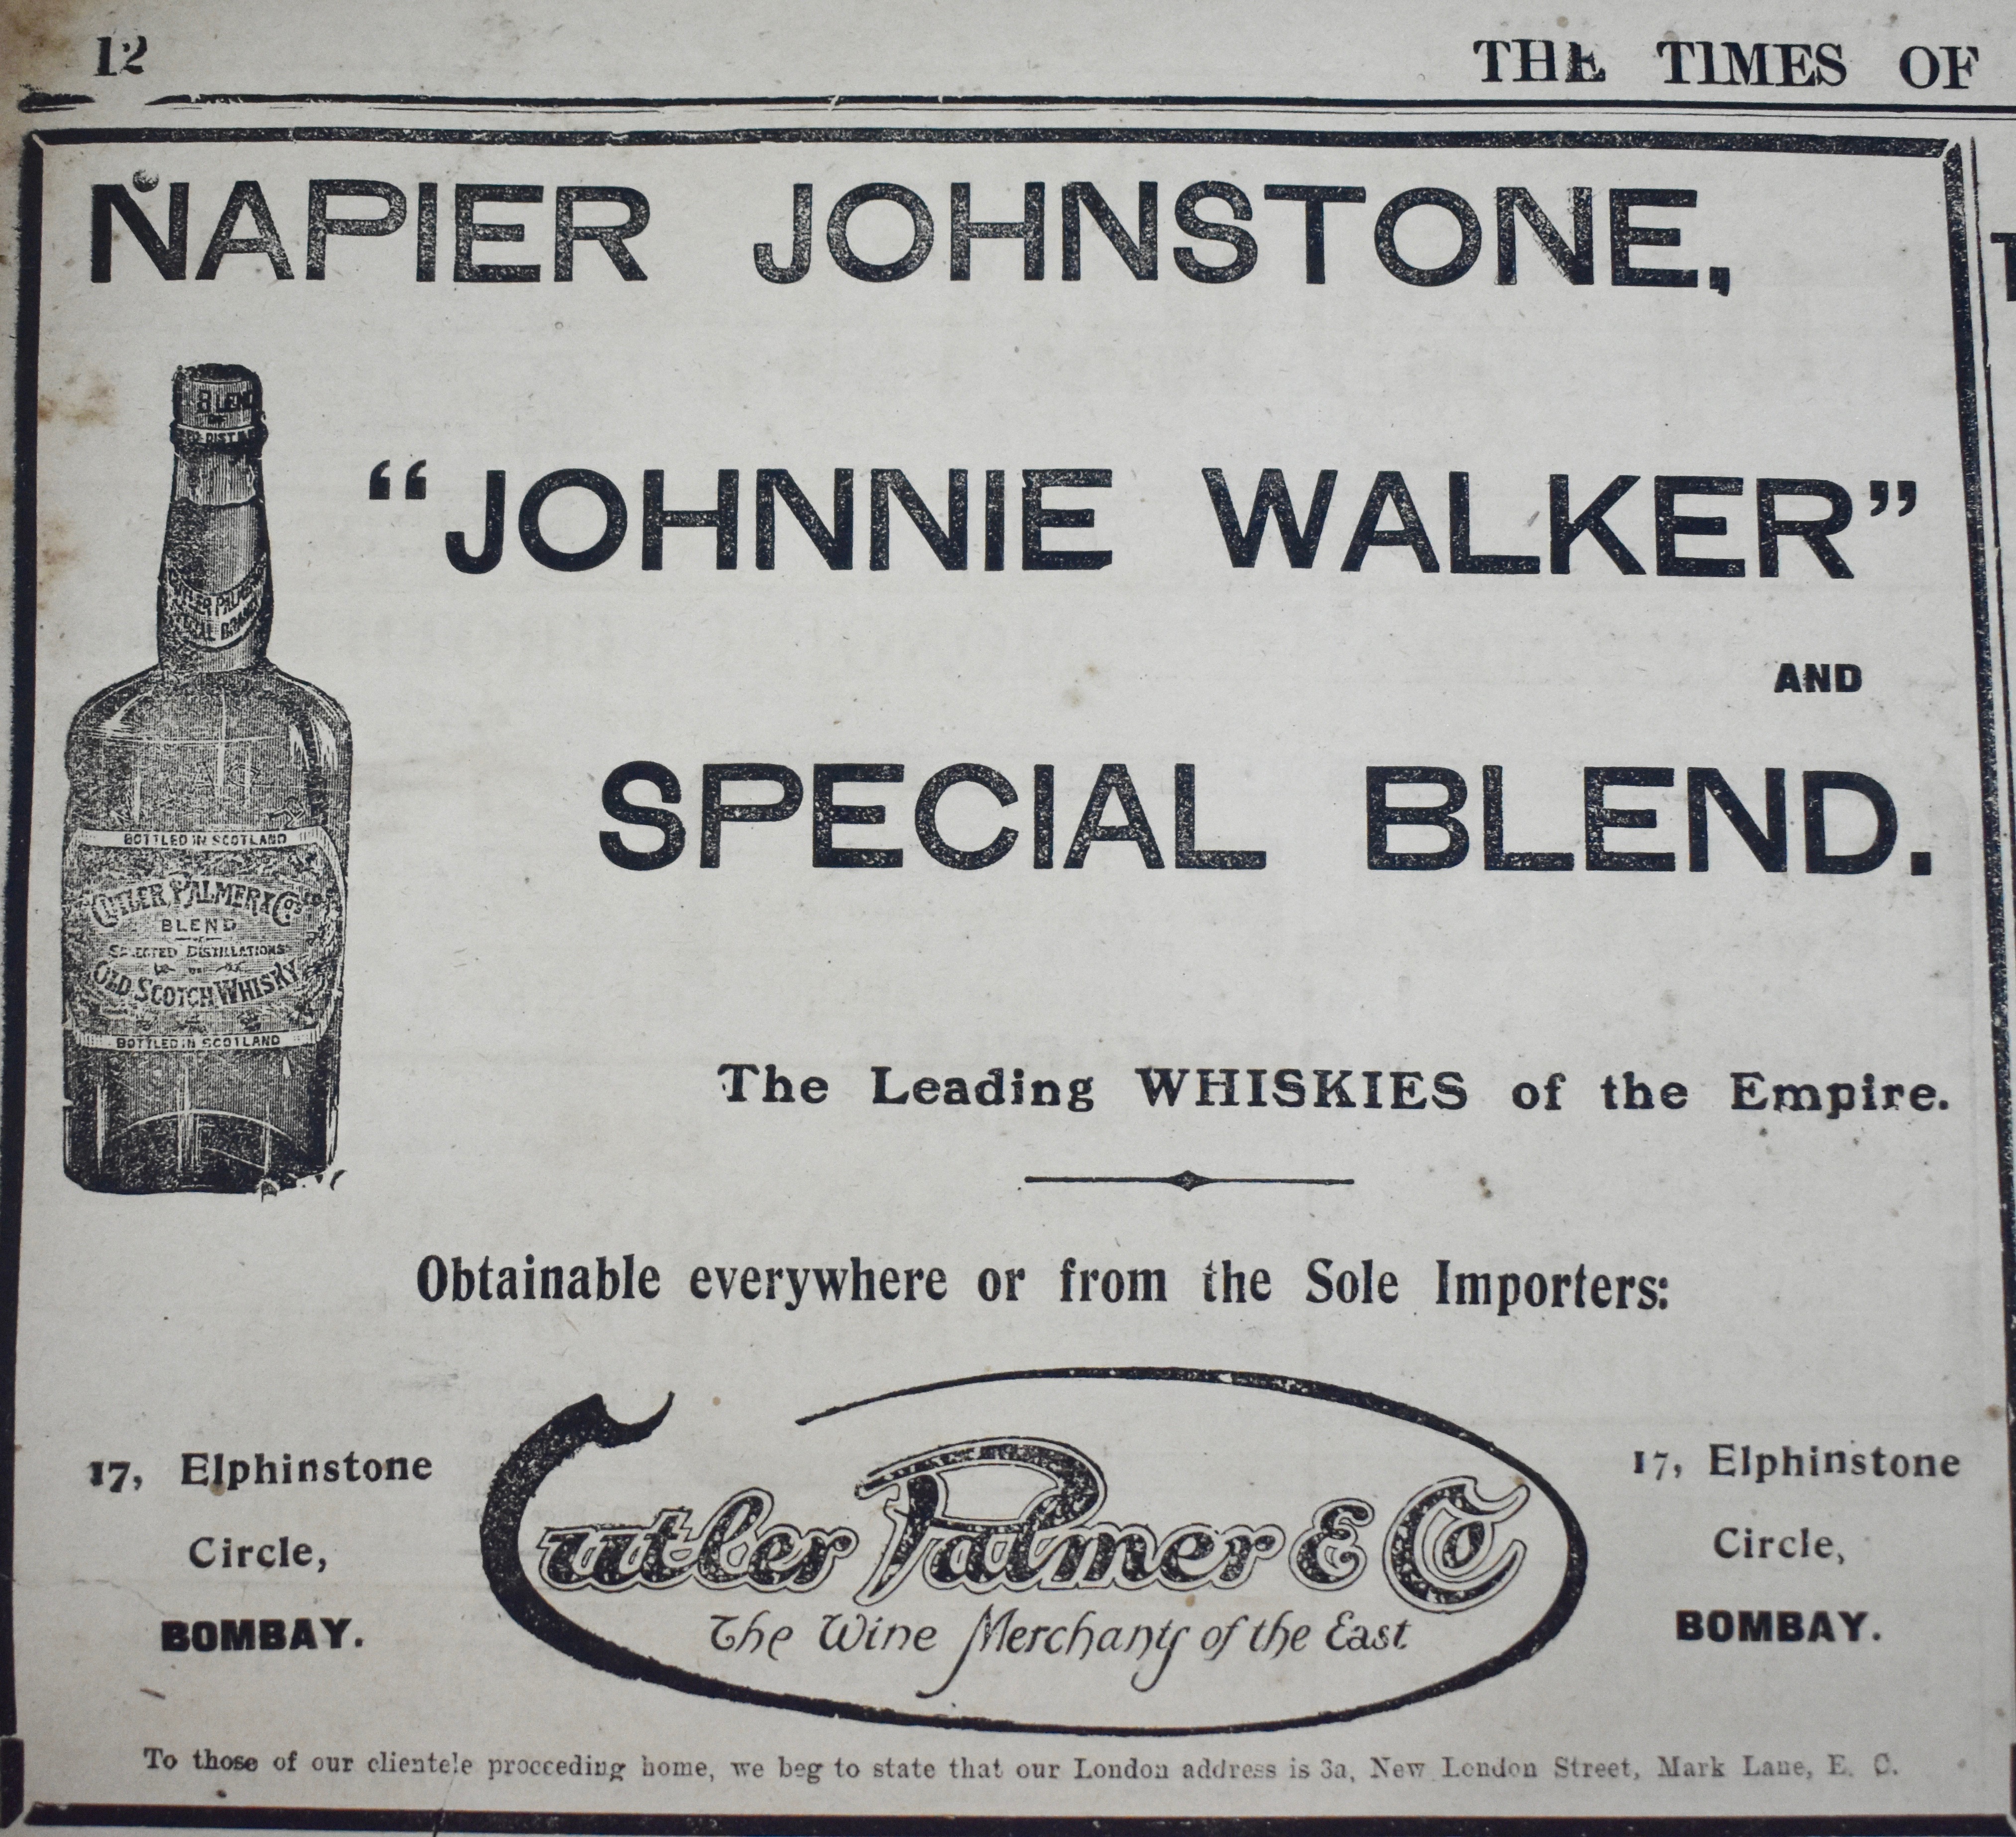 12
THE TIMES OF
NAPIER JOHNSTONE,
"JOHNNIE WALKER"
AND
SPECIAL BLEND.
BLEND
BOTTLED IN SCOTLAND
CUTLER, PALMER & Co
BLEND
SELECTED DISTILLATIONS
OLD SCOTCH WHISKY
BOTTLED IN SCOTLAND
The Leading WHISKIES of the Empire.
Obtainable everywhere or from the Sole Importers:
17, Elphinstone
Circle,
BOMBAY.
Cutler Palmer & Co
The Wine Merchants of the East
17, Elphinstone
Circle,
BOMBAY.
To those of our clientele proceeding home, we beg to state that our London address is 3a, New London Street, Mark Lane, E. C.